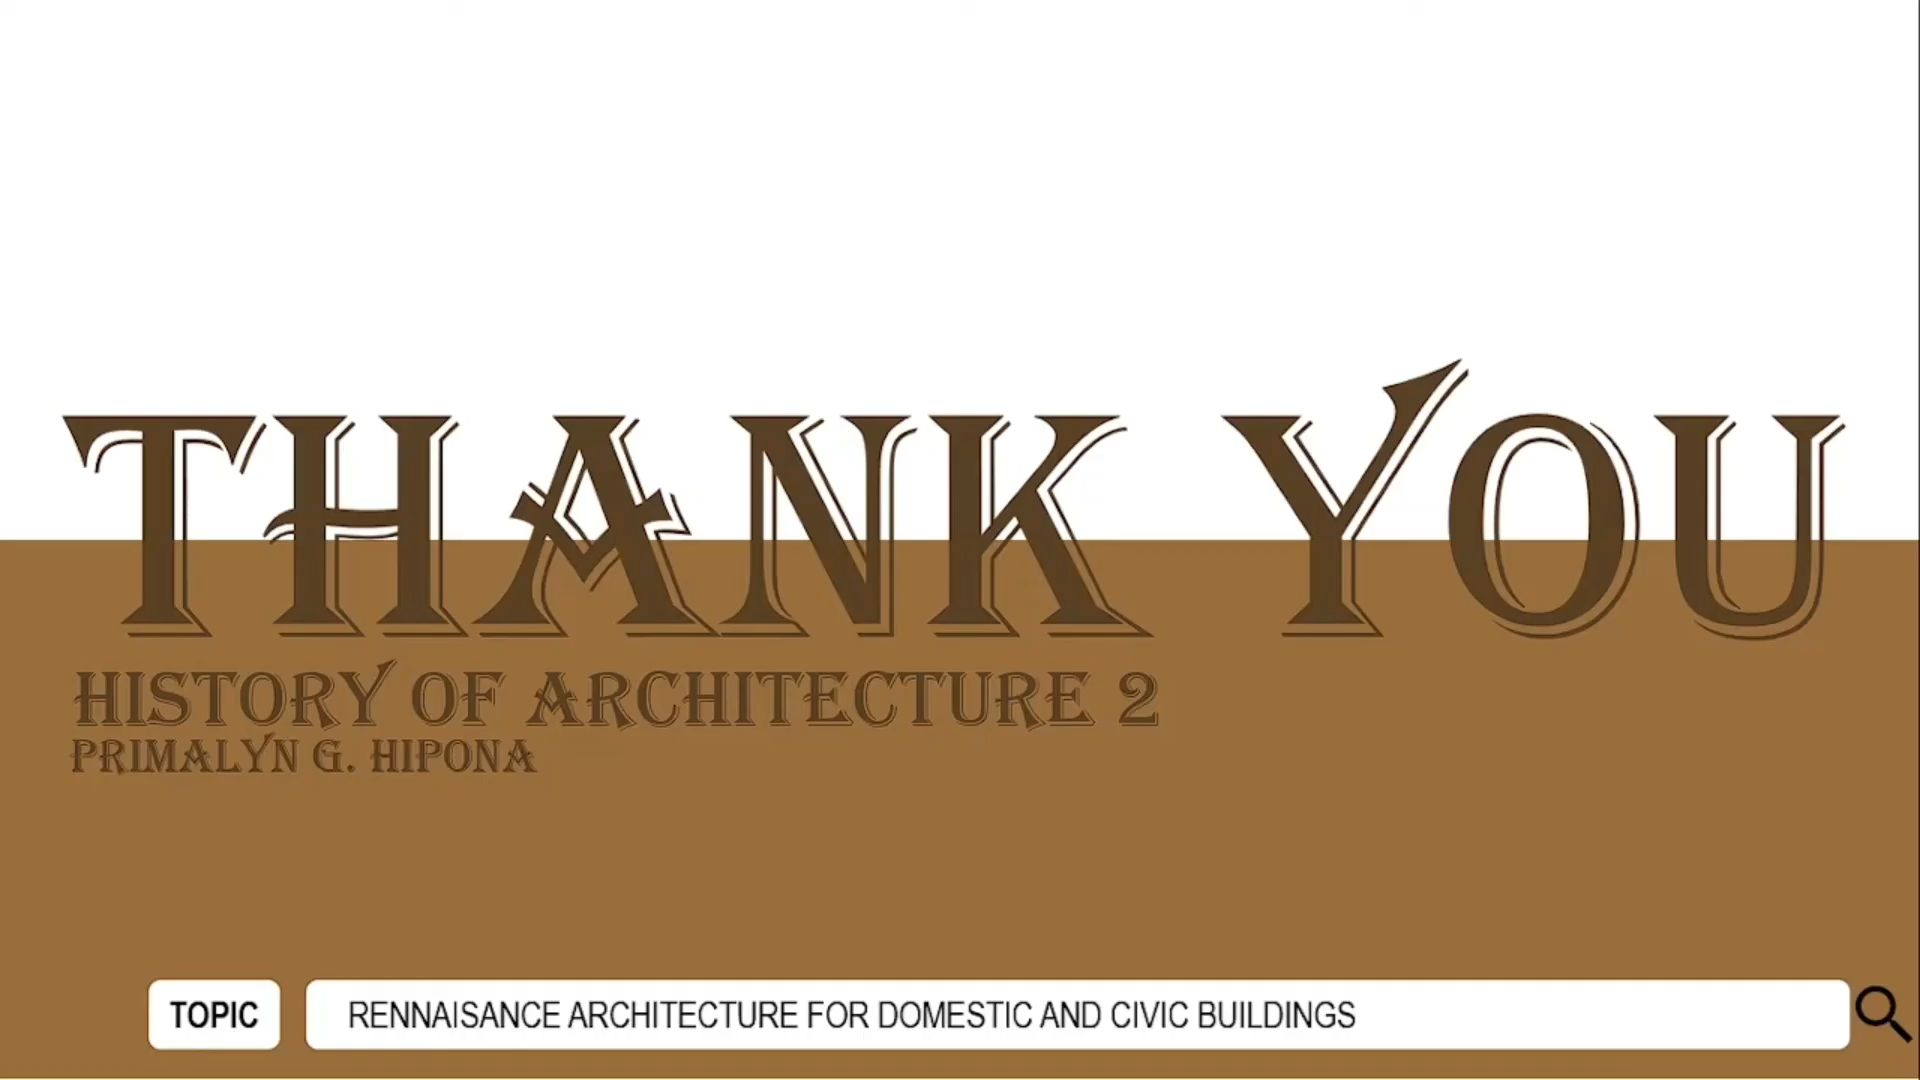 THANK YOU
HISTORY OF ARCHITECTURE 2
PRIMALYN G. HIPONA
TOPIC
RENNAISANCE ARCHITECTURE FOR DOMESTIC AND CIVIC BUILDINGS